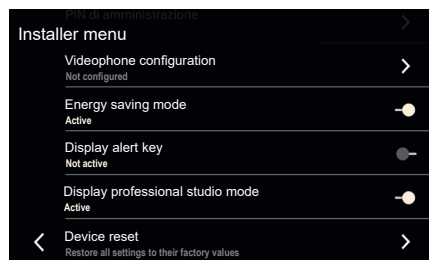 PIN di amministrazione
Installer menu
Videophone configuration
Not configured
Energy saving mode
Active
Display alert key
Not active
Display professional studio mode
Active
Device reset
Restore all settings to their factory values